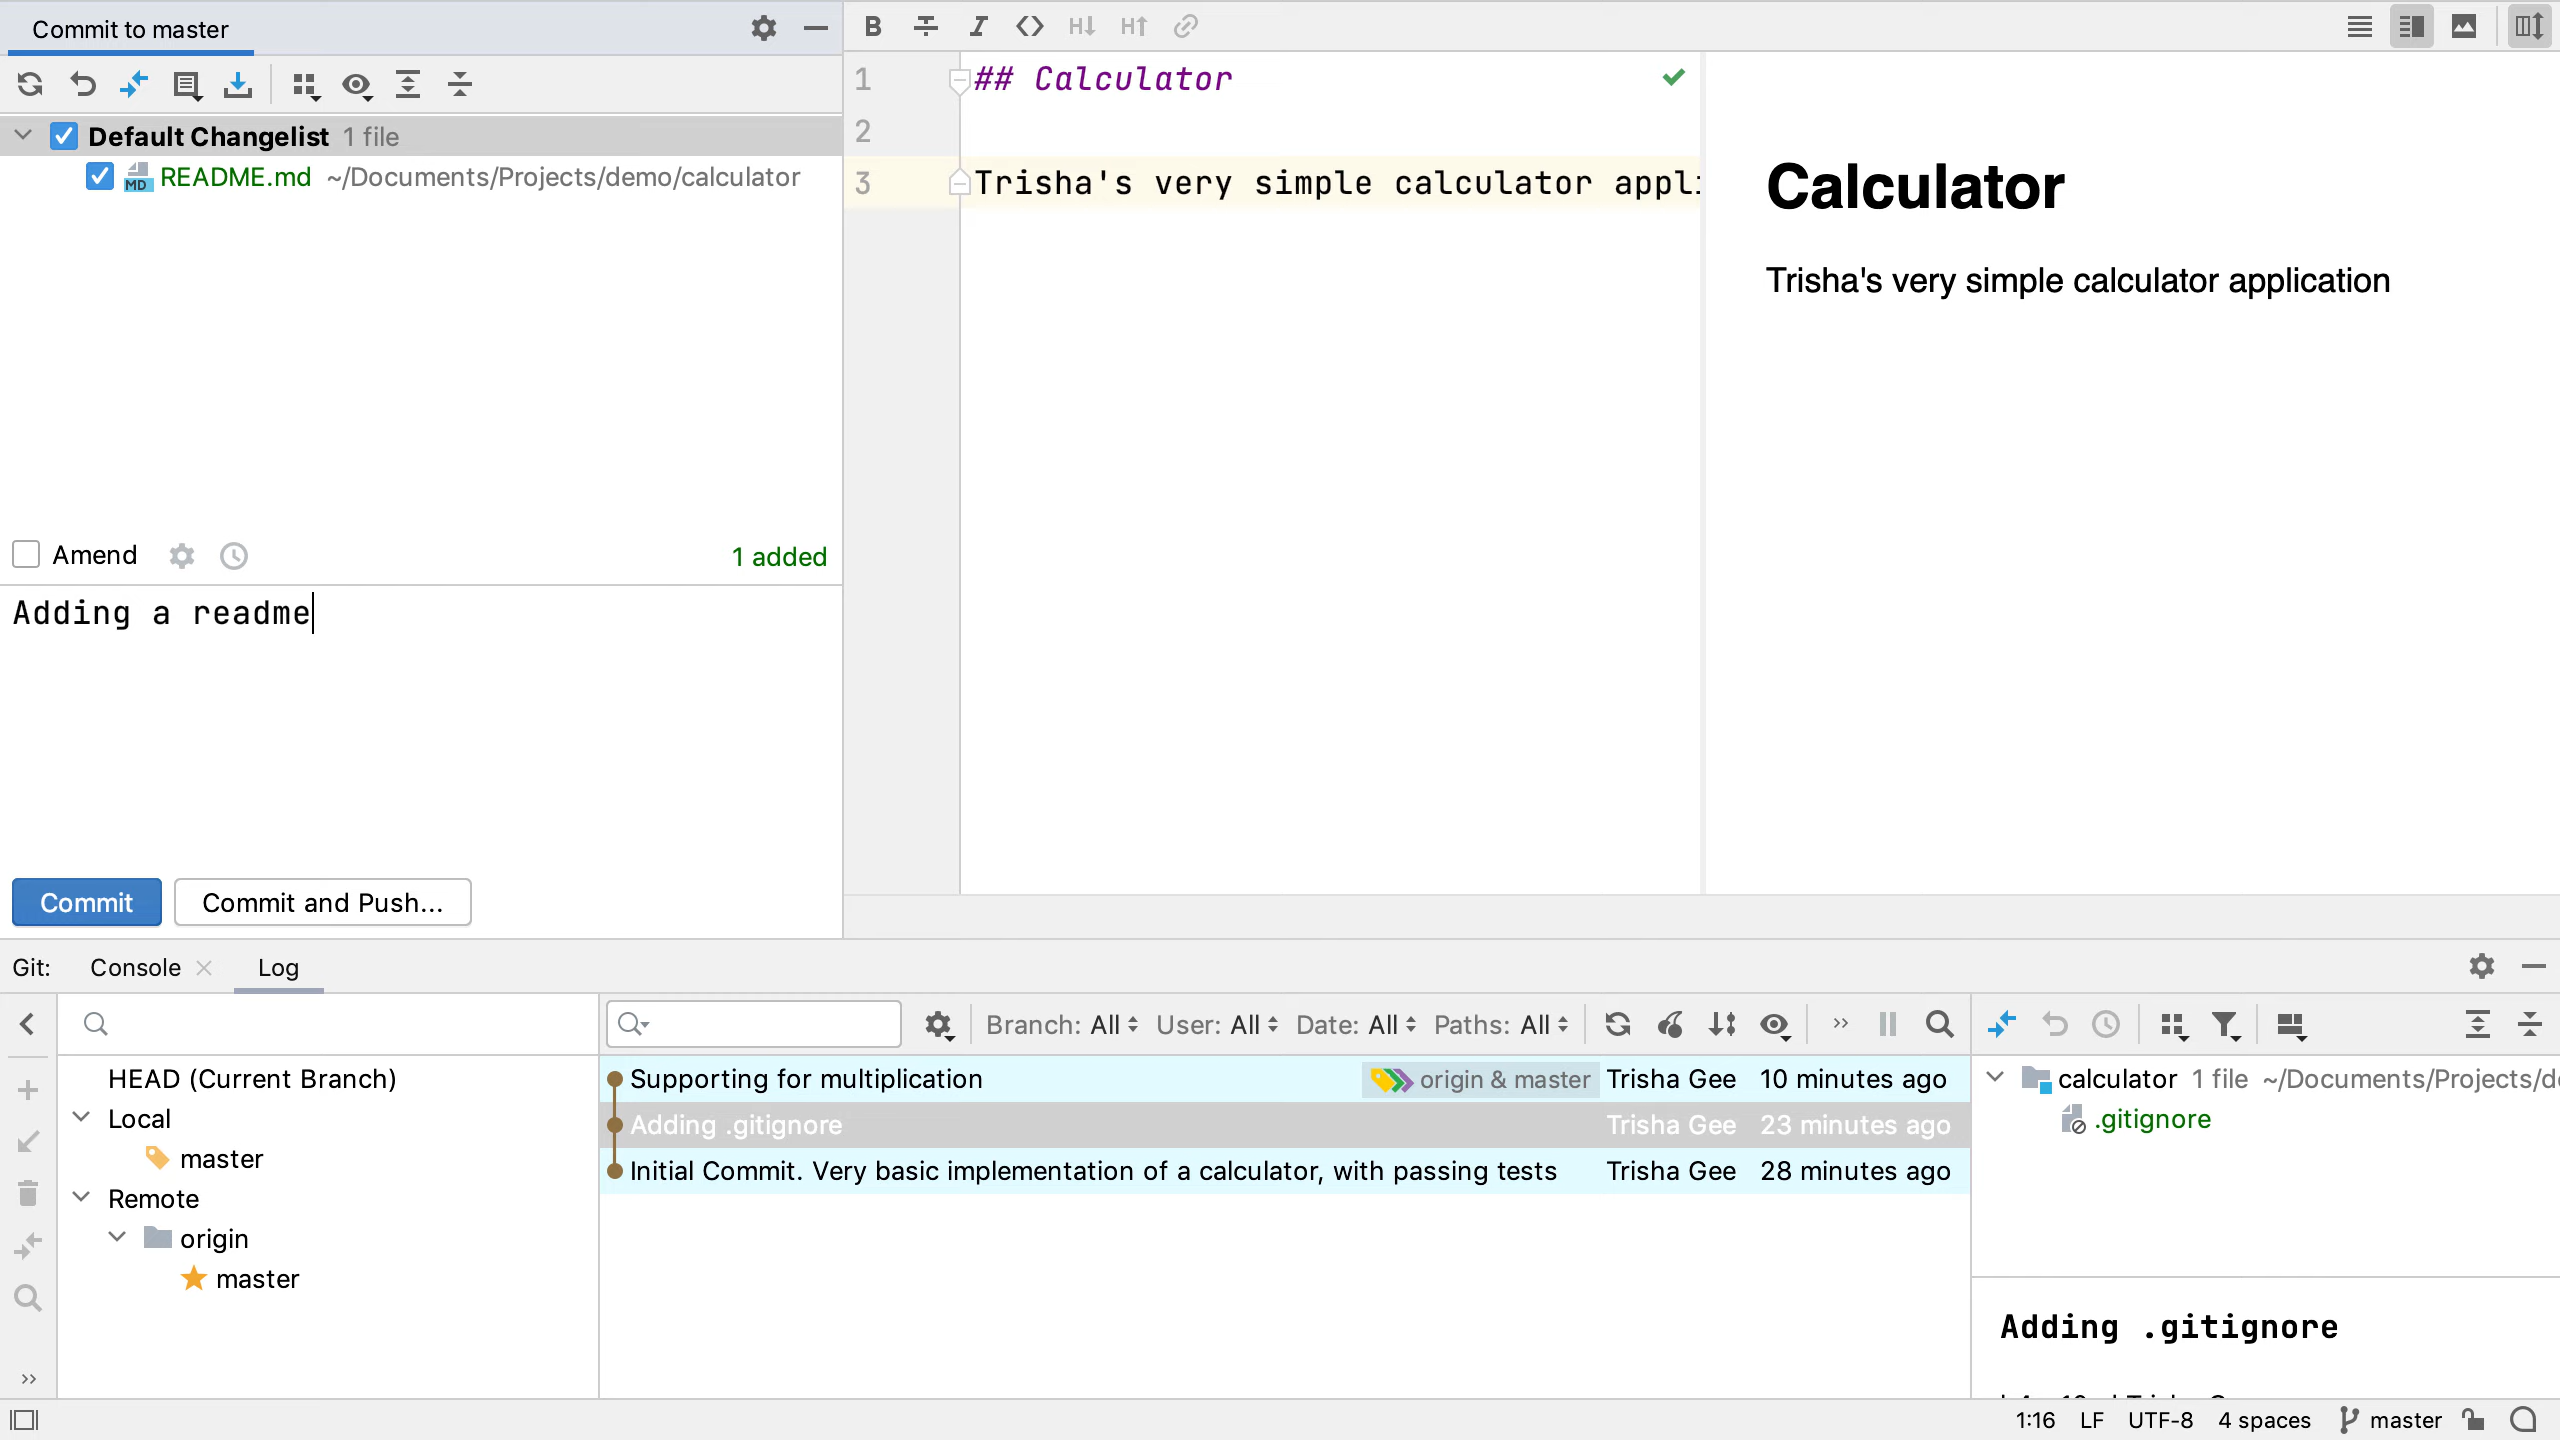 Commit to master
Default Changelist 1 file
MD README.md ~/Documents/Projects/demo/calculator
Amend
1 added
Adding a readme
Commit
Commit and Push...
B I H↓ H↑
1 ## Calculator
2
3 Trisha's very simple calculator appl
Calculator
Trisha's very simple calculator application
Git: Console Log
Branch: All User: All Date: All Paths: All
HEAD (Current Branch)
Local
master
Remote
origin
master
Supporting for multiplication origin & master Trisha Gee 10 minutes ago
Adding .gitignore Trisha Gee 23 minutes ago
Initial Commit. Very basic implementation of a calculator, with passing tests Trisha Gee 28 minutes ago
calculator 1 file ~/Documents/Projects/d
.gitignore
Adding .gitignore
1:16 LF UTF-8 4 spaces master